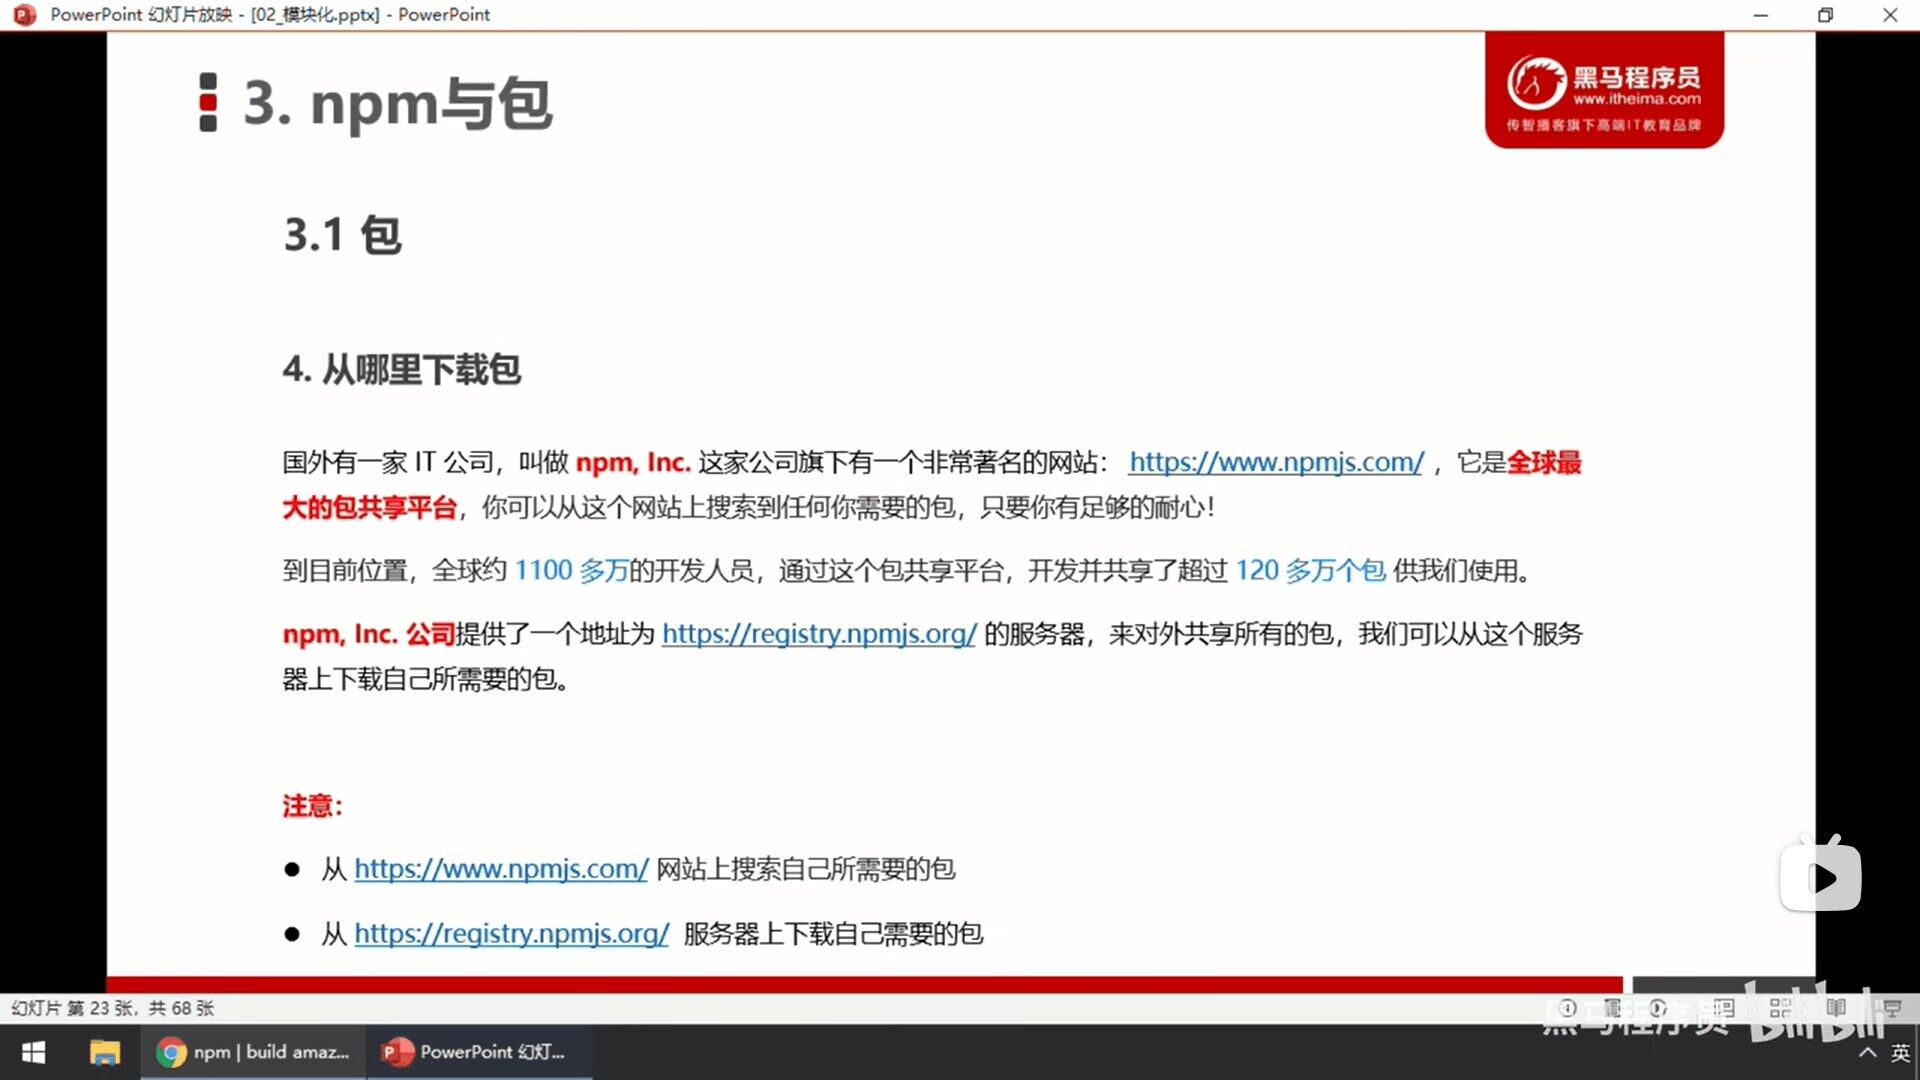 PowerPoint 幻灯片放映 - [02_模块化.pptx] - PowerPoint
黑马程序员
www.itheima.com
传智播客旗下高端IT教育品牌
3. npm与包
3.1 包
4. 从哪里下载包
国外有一家 IT 公司，叫做 npm, Inc. 这家公司旗下有一个非常著名的网站： https://www.npmjs.com/ ，它是全球最
大的包共享平台，你可以从这个网站上搜索到任何你需要的包，只要你有足够的耐心！
到目前位置，全球约 1100 多万的开发人员，通过这个包共享平台，开发并共享了超过 120 多万个包 供我们使用。
npm, Inc. 公司提供了一个地址为 https://registry.npmjs.org/ 的服务器，来对外共享所有的包，我们可以从这个服务
器上下载自己所需要的包。
注意：
● 从 https://www.npmjs.com/ 网站上搜索自己所需要的包
● 从 https://registry.npmjs.org/ 服务器上下载自己需要的包
幻灯片 第 23 张，共 68 张
黑马程序员 bilibili
npm | build amaz...
PowerPoint 幻灯...
英